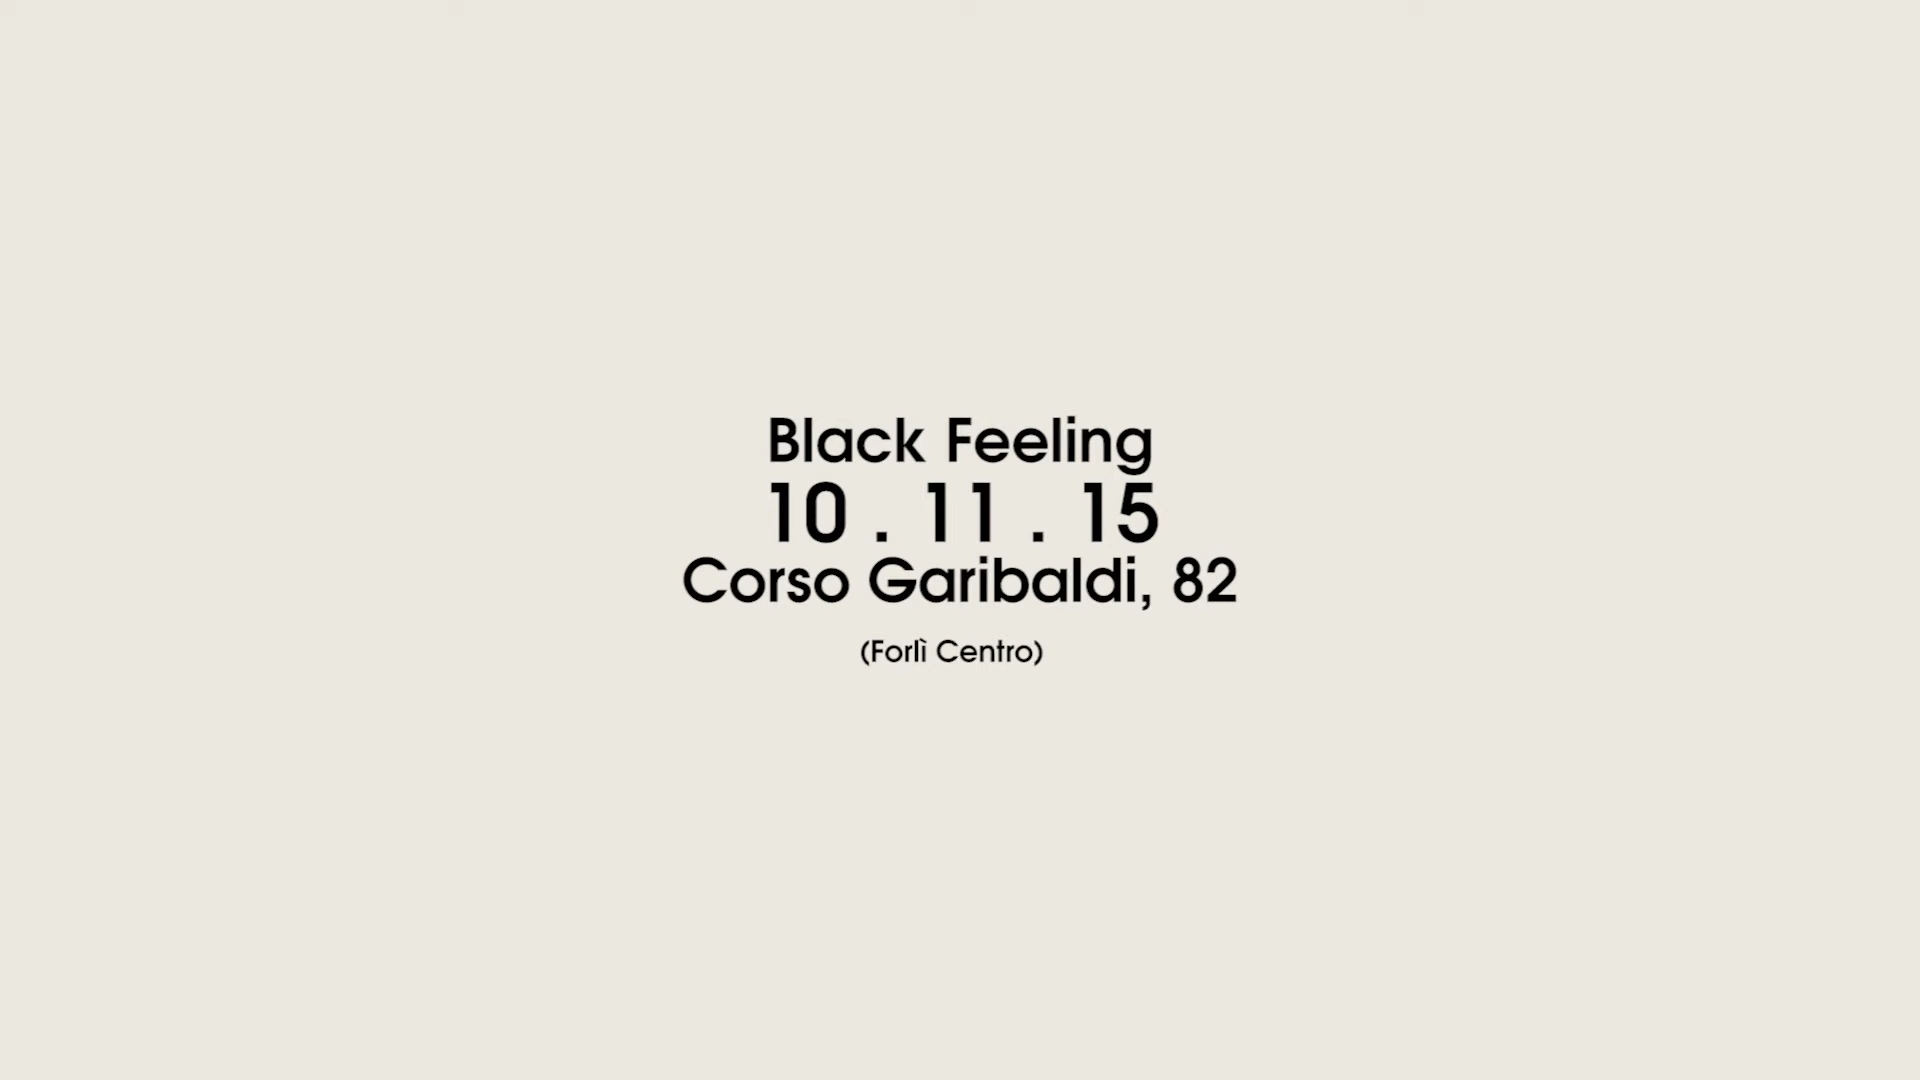 Black Feeling
10 . 11 . 15
Corso Garibaldi, 82
(Forlì Centro)